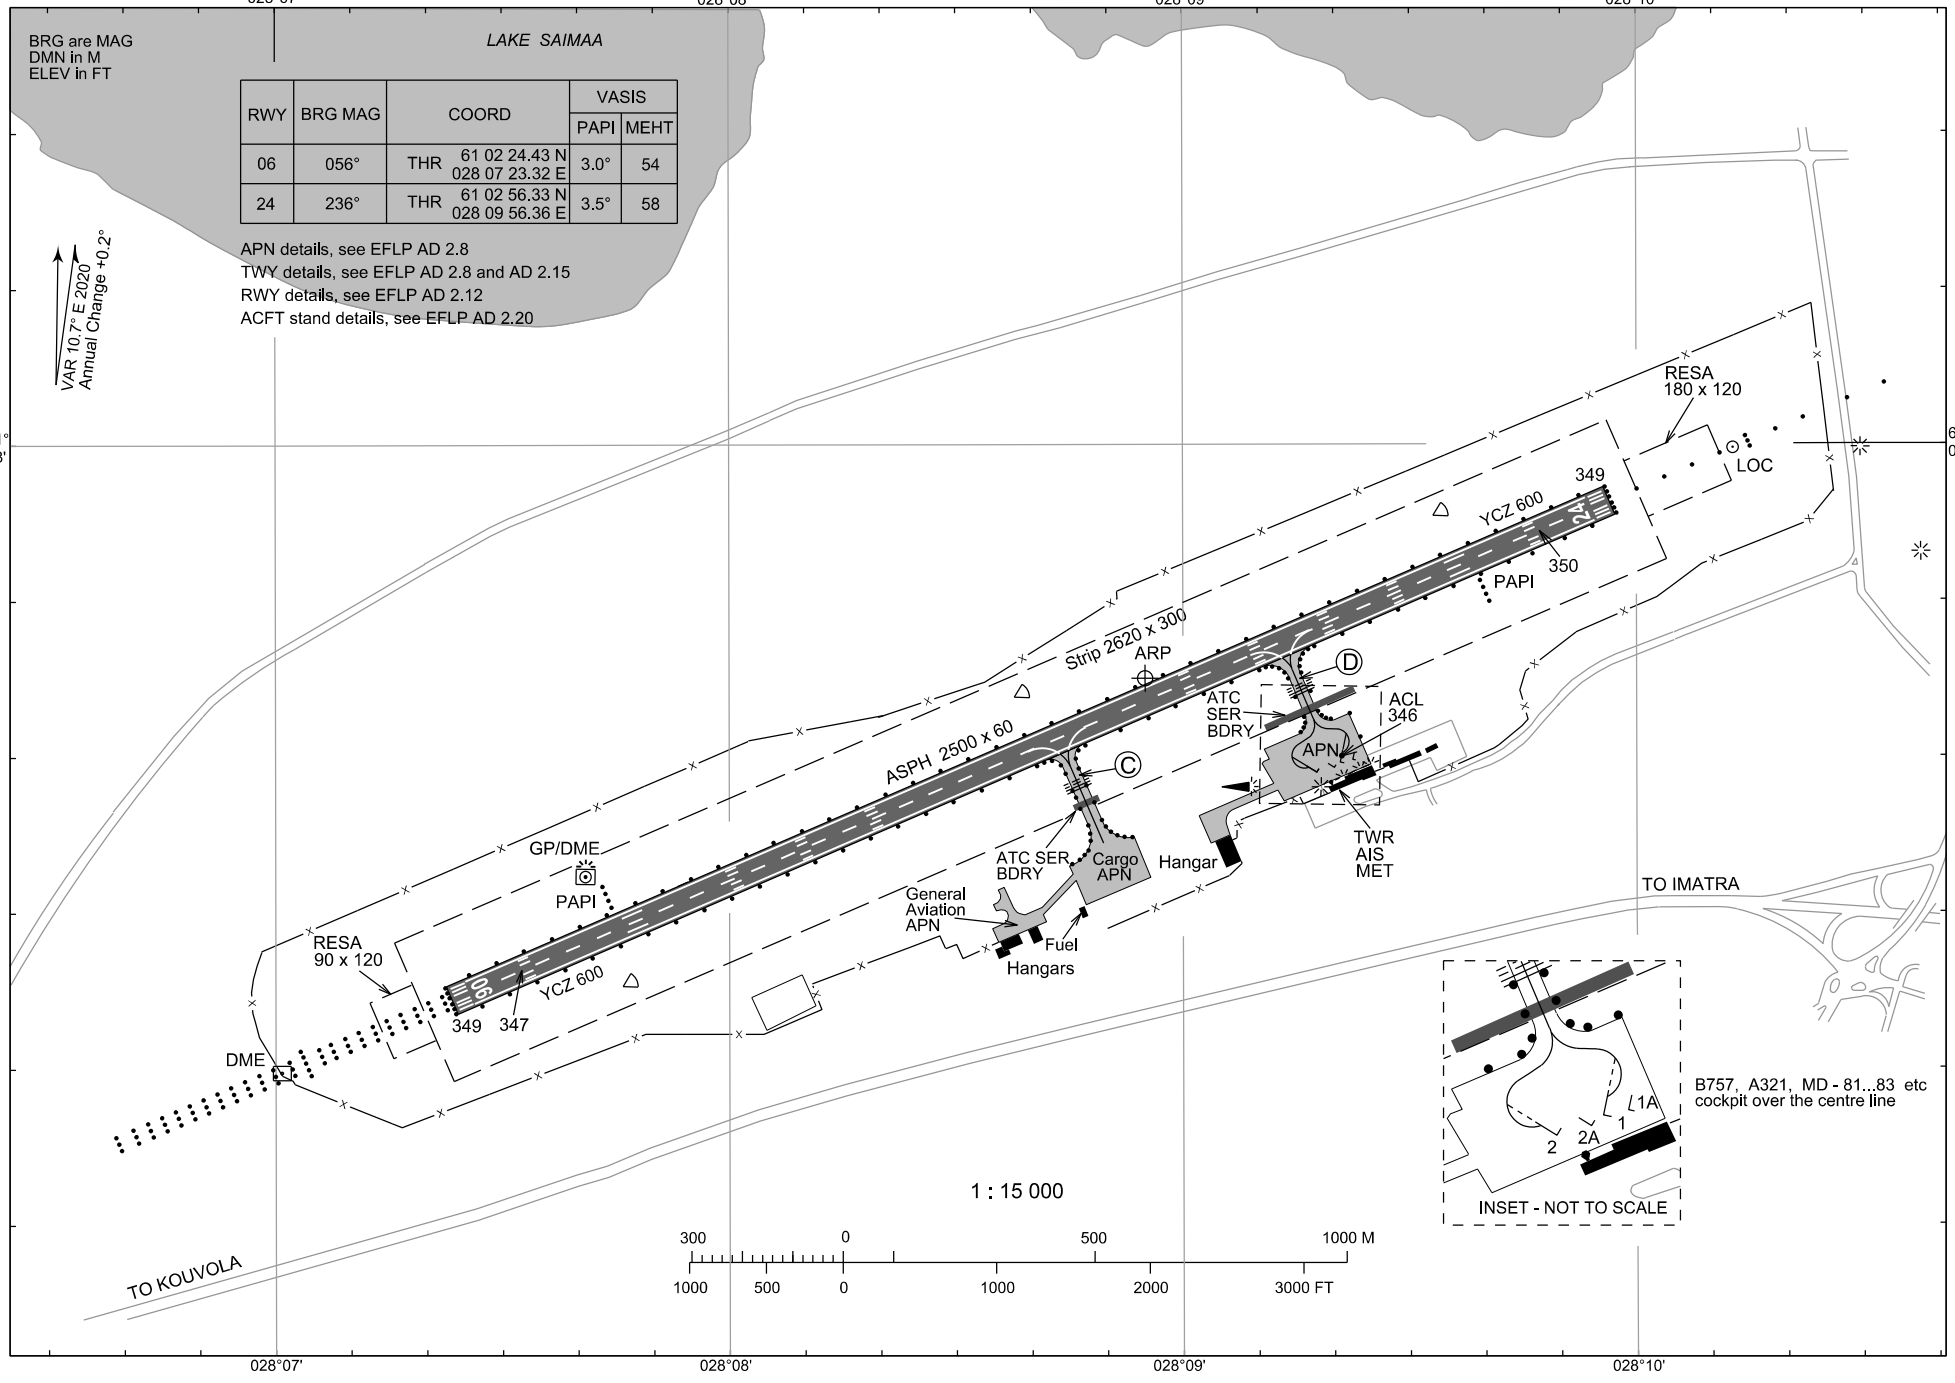 028°07'
028°08'
028°09'
028°10'
BRG are MAG
DMN in M
ELEV in FT
LAKE SAIMAA
RWY BRG MAG COORD VASIS
PAPI MEHT
06 056° THR 61 02 24.43 N 3.0° 54
028 07 23.32 E
24 236° THR 61 02 56.33 N 3.5° 58
028 09 56.36 E
APN details, see EFLP AD 2.8
TWY details, see EFLP AD 2.8 and AD 2.15
RWY details, see EFLP AD 2.12
ACFT stand details, see EFLP AD 2.20
VAR 10.7° E 2020
Annual Change +0.2°
RESA
180 x 120
LOC
349
YCZ 600
24
350
PAPI
Strip 2620 x 300
ARP
D
ATC
SER
BDRY
ACL
346
APN
ASPH 2500 x 60
C
GP/DME
PAPI
TWR
AIS
MET
ATC SER
BDRY
Cargo
APN
Hangar
General
Aviation
APN
Fuel
Hangars
TO IMATRA
RESA
90 x 120
06
YCZ 600
349
347
DME
B757, A321, MD - 81...83 etc
cockpit over the centre line
1A
1
2A
2
INSET - NOT TO SCALE
1 : 15 000
300 0 500 1000 M
1000 500 0 1000 2000 3000 FT
TO KOUVOLA
028°07'
028°08'
028°09'
028°10'